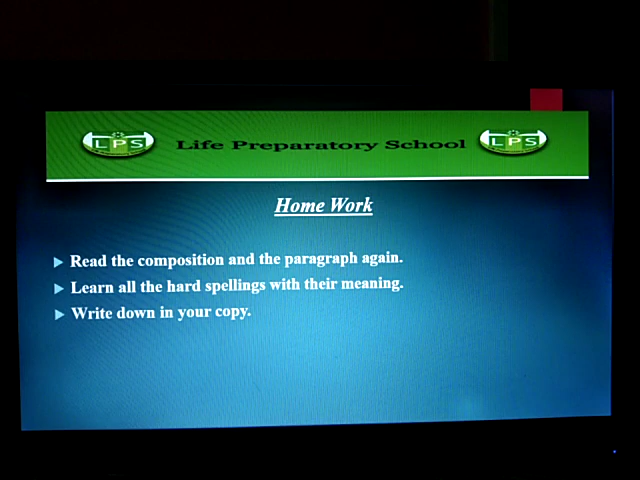 LPS Life Preparatory School LPS
Home Work
Read the composition and the paragraph again.
Learn all the hard spellings with their meaning.
Write down in your copy.